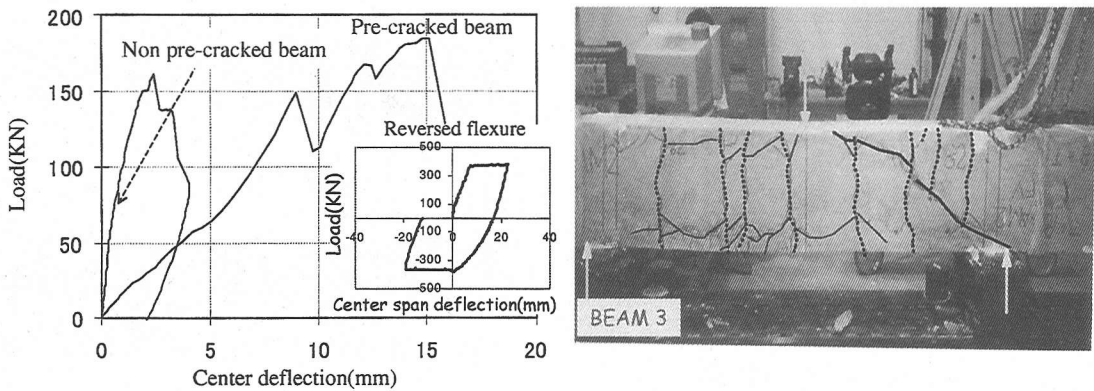 200
150
100
50
0
Load(KN)
0
5
10
15
20
Center deflection(mm)
Non pre-cracked beam
Pre-cracked beam
Reversed flexure
500
300
100
-40
-20
0
20
40
-100
-300
500
Load(KN)
Center span deflection(mm)
BEAM 3